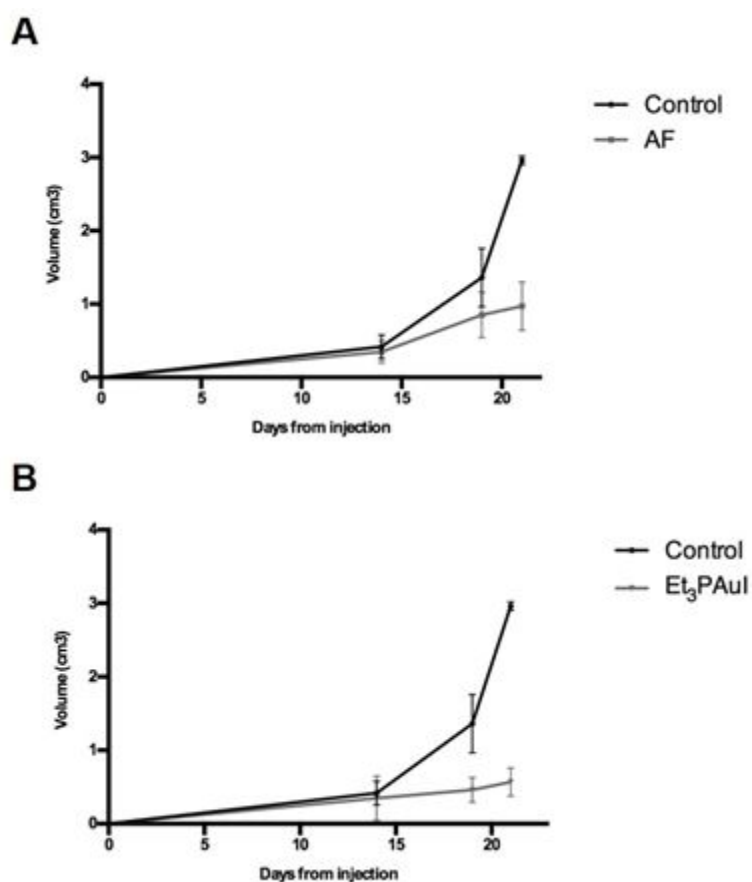 A
4
3
2
1
0
Volume (cm3)
0 5 10 15 20
Days from injection
Control
AF
B
4
3
2
1
0
Volume (cm3)
0 5 10 15 20
Days from injection
Control
Et₃PAuI